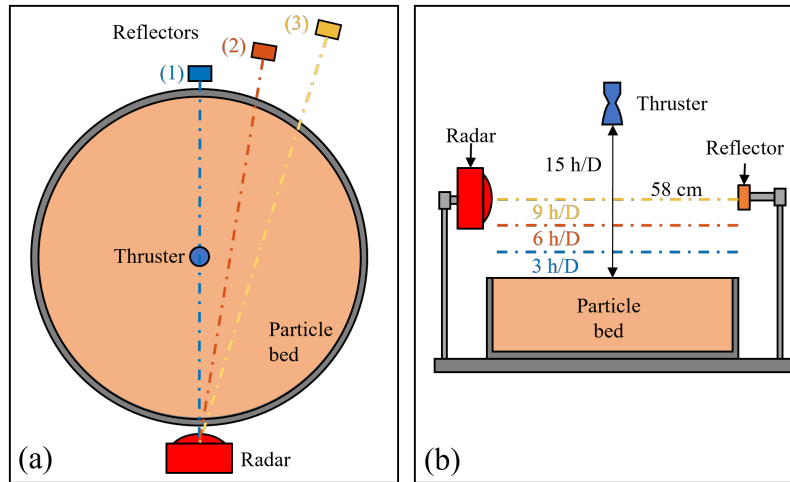 Reflectors
(1)
(2)
(3)
Thruster
Particle
bed
Radar
(a)
Thruster
Radar
15 h/D
Reflector
58 cm
9 h/D
6 h/D
3 h/D
Particle
bed
(b)